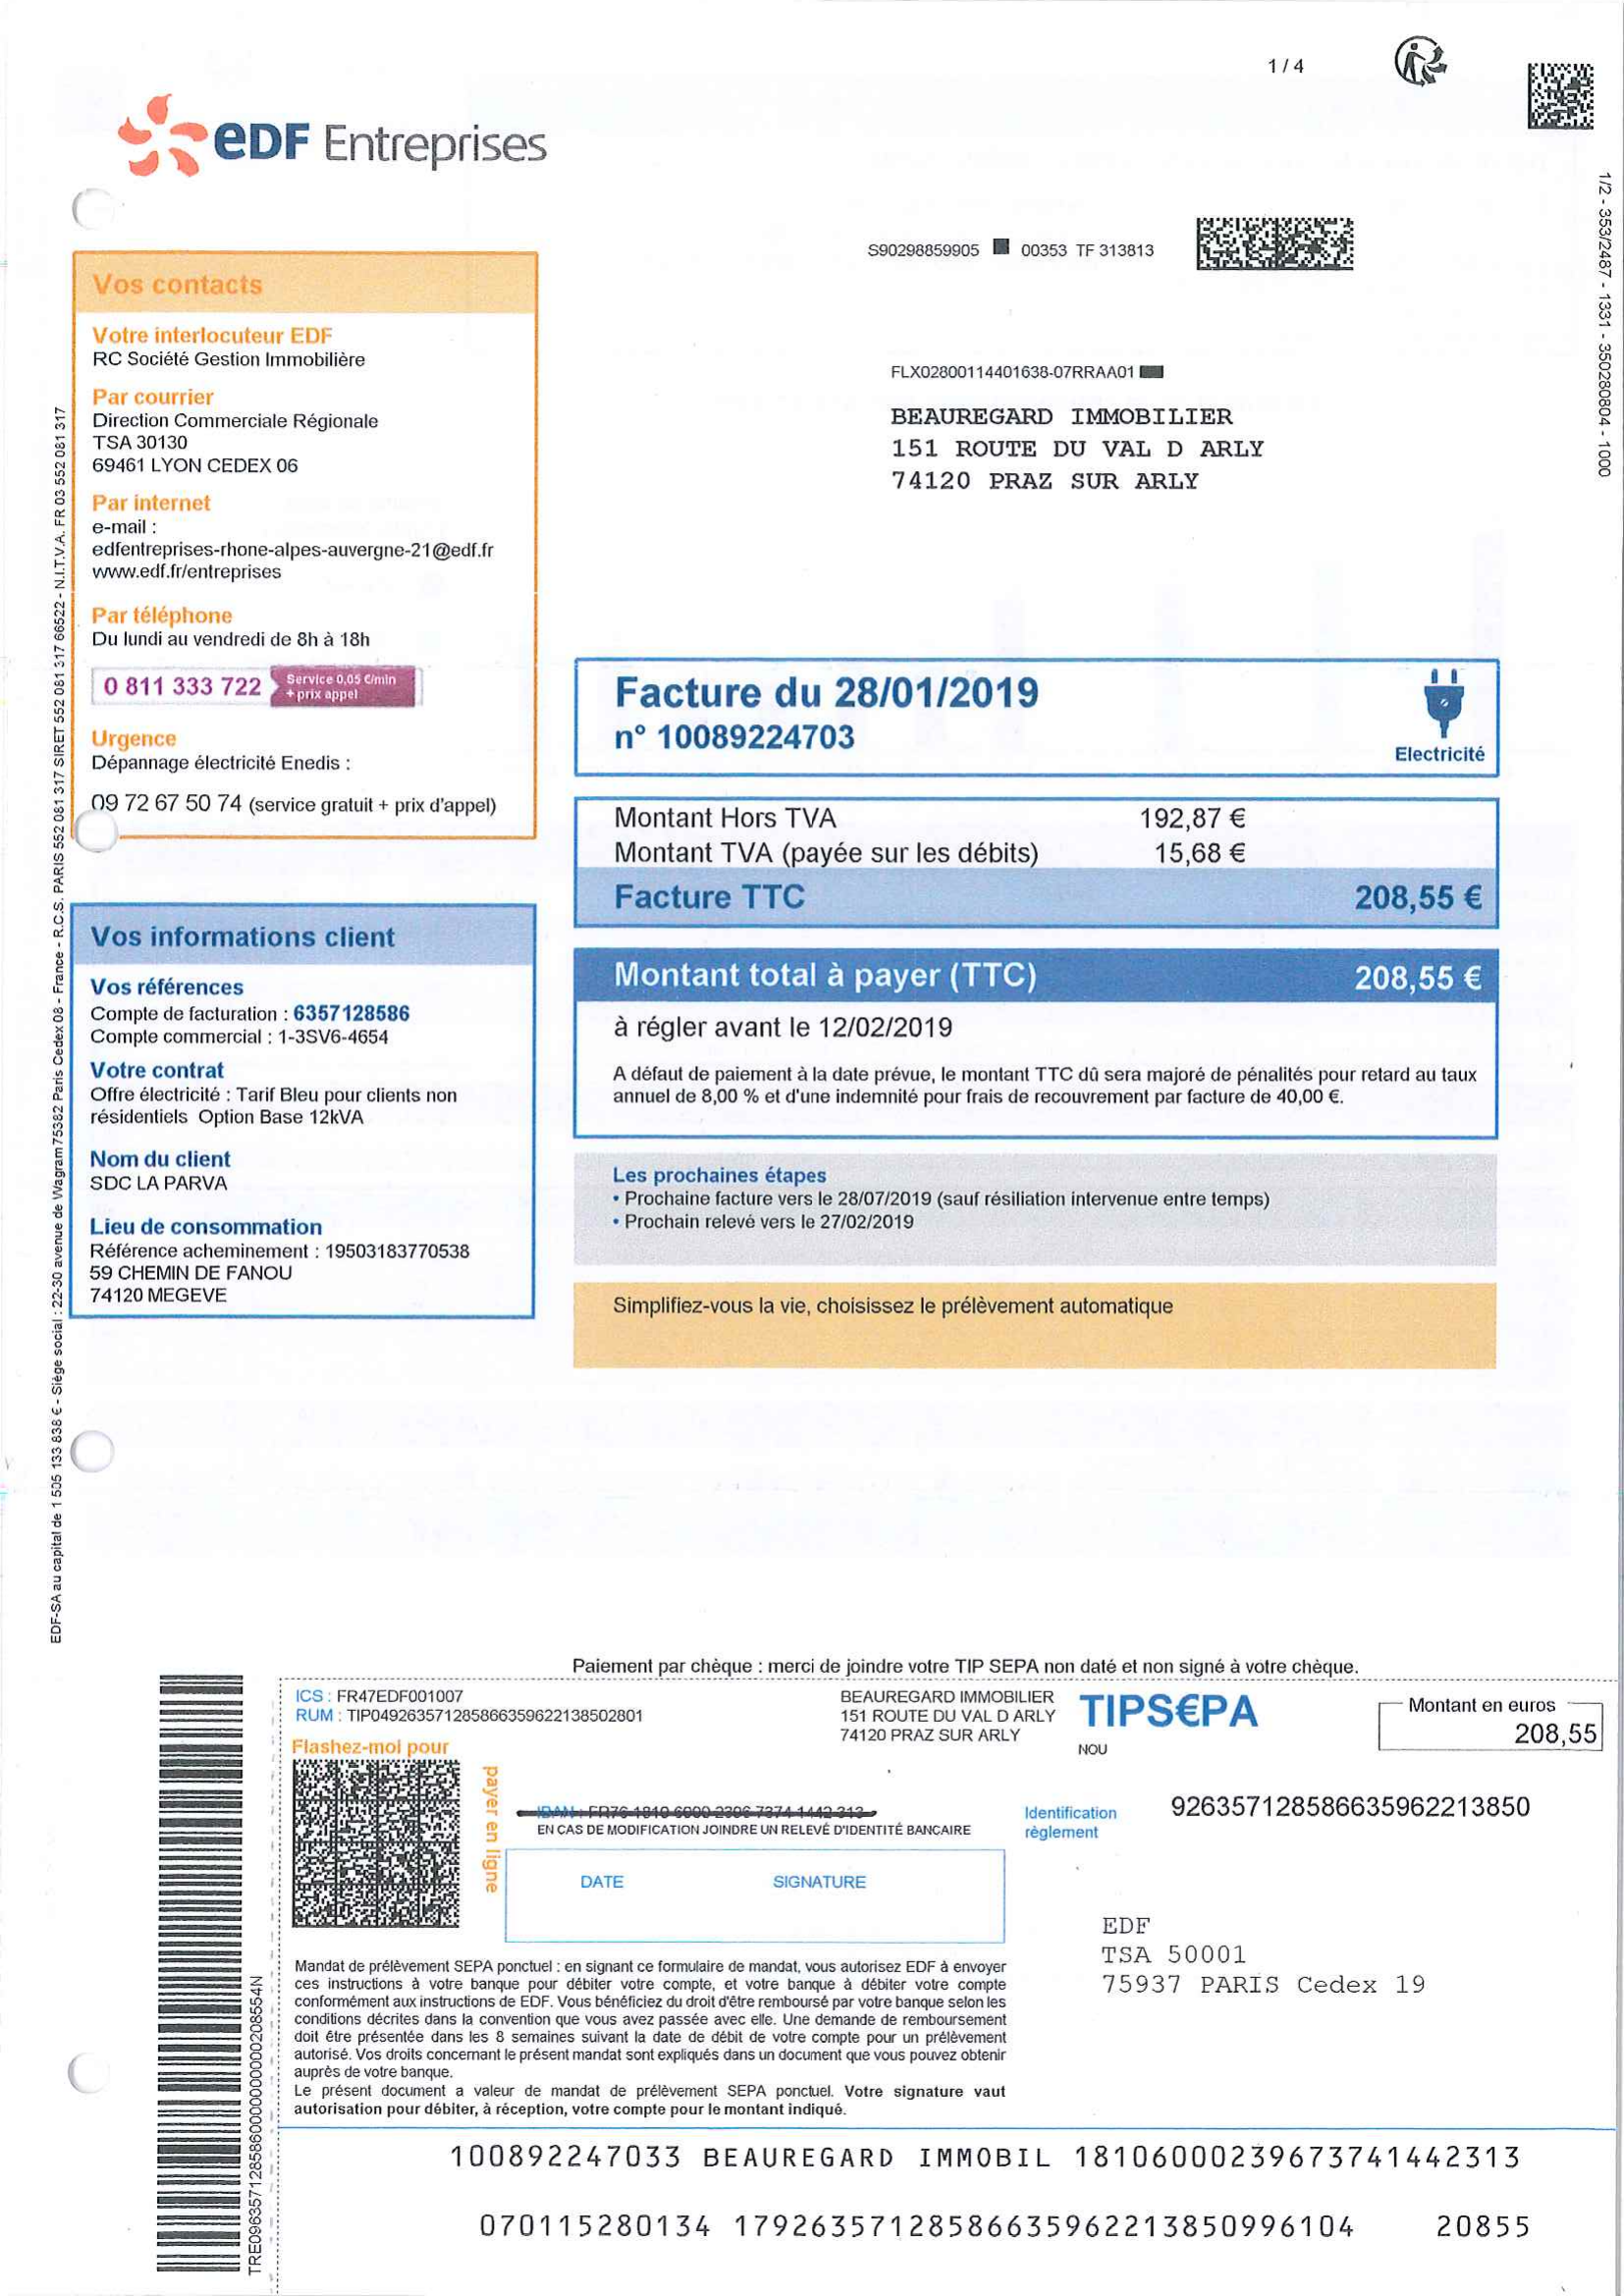 1 / 4
eDF Entreprises
1/2 - 353/2487 - 1331 - 350280804 - 1000
S90298859905 00353 TF 313813
FLX02800114401638-07RRAA01
BEAUREGARD IMMOBILIER
151 ROUTE DU VAL D ARLY
74120 PRAZ SUR ARLY
Vos contacts
Votre interlocuteur EDF
RC Société Gestion Immobilière
Par courrier
Direction Commerciale Régionale
TSA 30130
69461 LYON CEDEX 06
Par internet
e-mail :
edfentreprises-rhone-alpes-auvergne-21@edf.fr
www.edf.fr/entreprises
Par téléphone
Du lundi au vendredi de 8h à 18h
0 811 333 722 Service 0,05 €/min
+ prix appel
Urgence
Dépannage électricité Enedis :
09 72 67 50 74 (service gratuit + prix d'appel)
Vos informations client
Vos références
Compte de facturation : 6357128586
Compte commercial : 1-3SV6-4654
Votre contrat
Offre électricité : Tarif Bleu pour clients non
résidentiels Option Base 12kVA
Nom du client
SDC LA PARVA
Lieu de consommation
Référence acheminement : 19503183770538
59 CHEMIN DE FANOU
74120 MEGEVE
Facture du 28/01/2019
n° 10089224703
Electricité
Montant Hors TVA 192,87 €
Montant TVA (payée sur les débits) 15,68 €
Facture TTC 208,55 €
Montant total à payer (TTC) 208,55 €
à régler avant le 12/02/2019
A défaut de paiement à la date prévue, le montant TTC dû sera majoré de pénalités pour retard au taux
annuel de 8,00 % et d'une indemnité pour frais de recouvrement par facture de 40,00 €.
Les prochaines étapes
• Prochaine facture vers le 28/07/2019 (sauf résiliation intervenue entre temps)
• Prochain relevé vers le 27/02/2019
Simplifiez-vous la vie, choisissez le prélèvement automatique
EDF-SA au capital de 1 505 133 838 € - Siège social : 22-30 avenue de Wagram 75382 Paris Cedex 08 - France - R.C.S. PARIS 552 081 317 SIRET 552 081 317 66522 - N.I.T.V.A. FR 03 552 081 317
Paiement par chèque : merci de joindre votre TIP SEPA non daté et non signé à votre chèque.
ICS : FR47EDF001007
RUM : TIP04926357128586635962213850280​1
BEAUREGARD IMMOBILIER
151 ROUTE DU VAL D ARLY
74120 PRAZ SUR ARLY
TIPS€PA
NOU
Montant en euros
208,55
Flashez-moi pour
payer en ligne
EN CAS DE MODIFICATION JOINDRE UN RELEVÉ D'IDENTITÉ BANCAIRE
Identification
règlement
926357128586635962213850
DATE SIGNATURE
EDF
TSA 50001
75937 PARIS Cedex 19
Mandat de prélèvement SEPA ponctuel : en signant ce formulaire de mandat, vous autorisez EDF à envoyer
ces instructions à votre banque pour débiter votre compte, et votre banque à débiter votre compte
conformément aux instructions de EDF. Vous bénéficiez du droit d'être remboursé par votre banque selon les
conditions décrites dans la convention que vous avez passée avec elle. Une demande de remboursement
doit être présentée dans les 8 semaines suivant la date de débit de votre compte pour un prélèvement
autorisé. Vos droits concernant le présent mandat sont expliqués dans un document que vous pouvez obtenir
auprès de votre banque.
Le présent document a valeur de mandat de prélèvement SEPA ponctuel. Votre signature vaut
autorisation pour débiter, à réception, votre compte pour le montant indiqué.
100892247033 BEAUREGARD IMMOBIL 18106000239673741442313
070115280134 17926357128586635962213850996104 20855